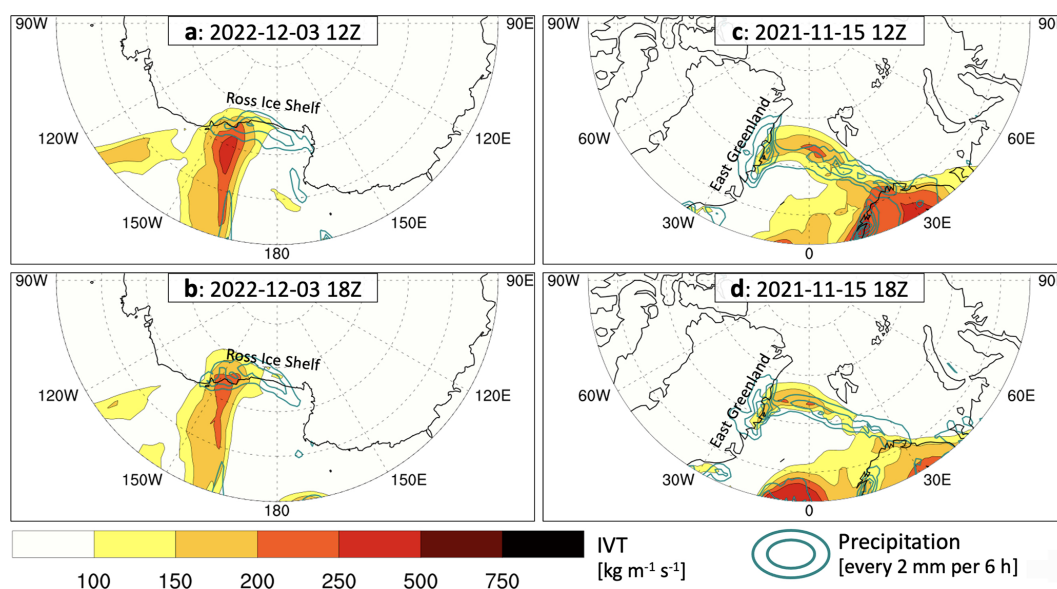 a: 2022-12-03 12Z
90W
90E
Ross Ice Shelf
120W
120E
150W
150E
180
c: 2021-11-15 12Z
90W
90E
East Greenland
60W
60E
30W
30E
0
b: 2022-12-03 18Z
90W
90E
Ross Ice Shelf
120W
120E
150W
150E
180
d: 2021-11-15 18Z
90W
East Greenland
60W
60E
30W
30E
0
100 150 200 250 500 750
IVT
[kg m⁻¹ s⁻¹]
Precipitation
[every 2 mm per 6 h]